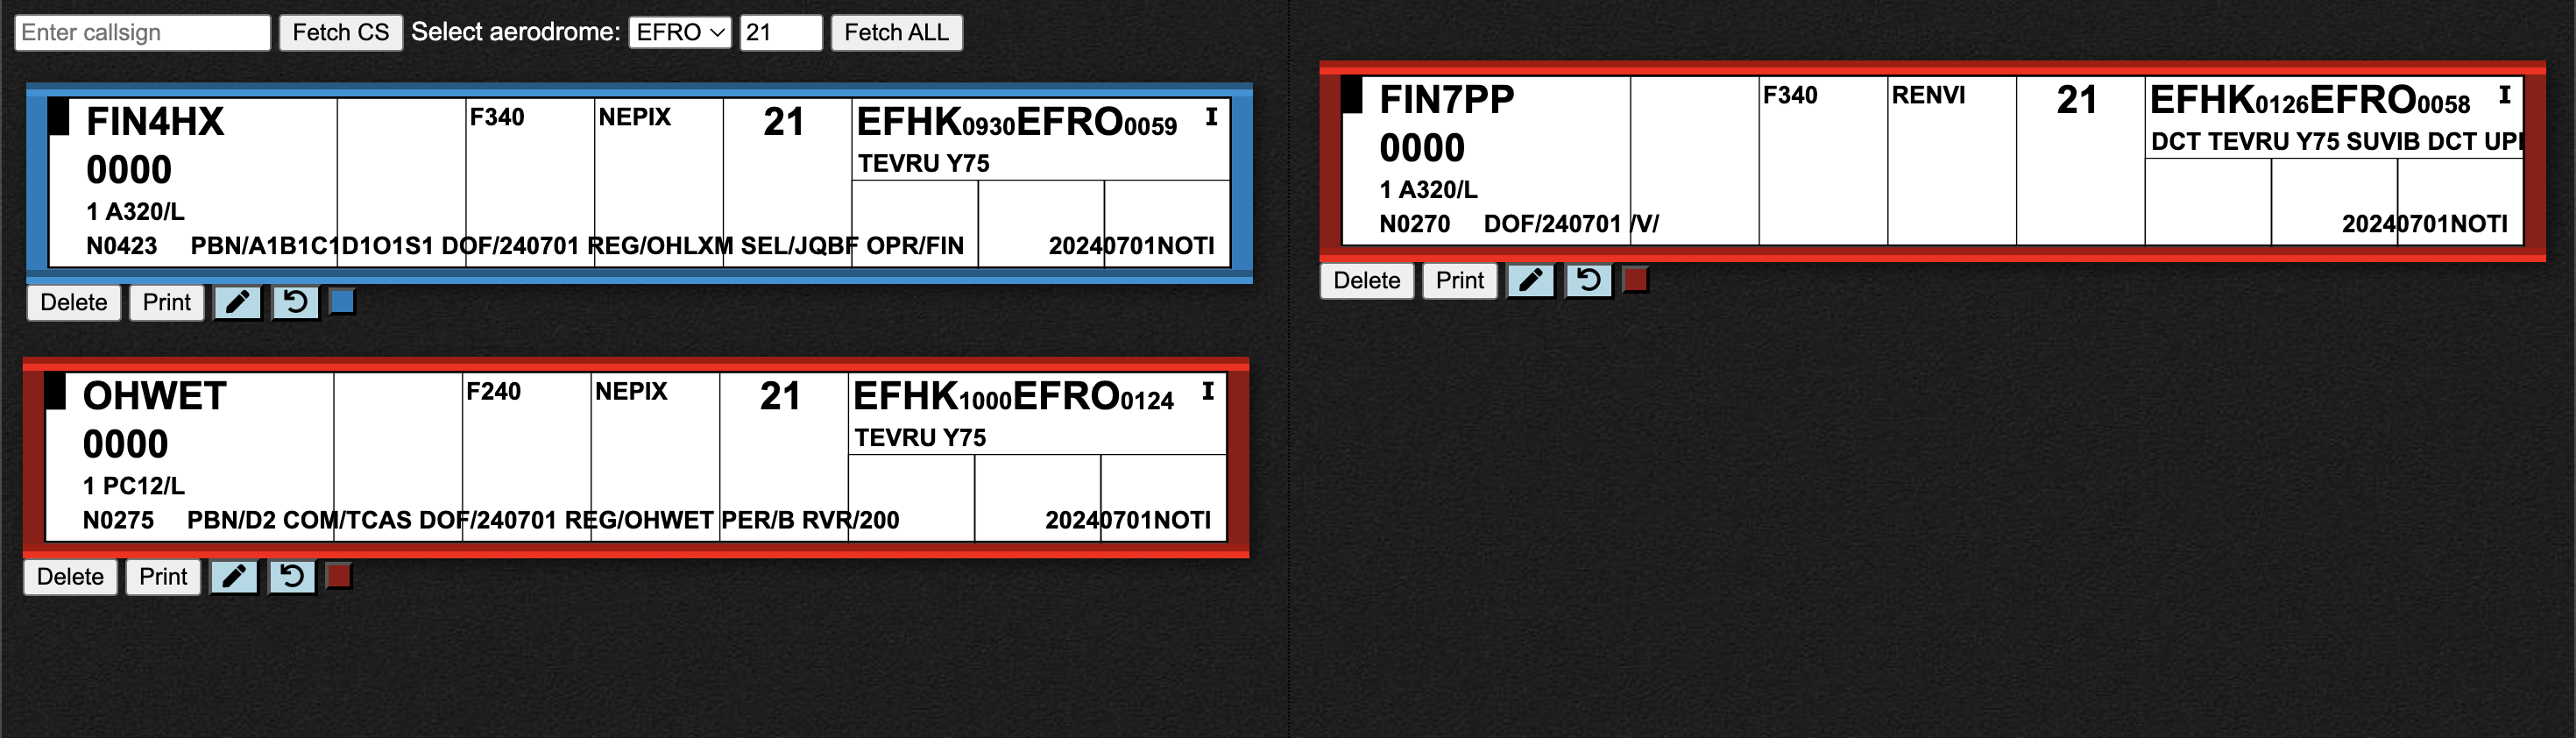 Enter callsign Fetch CS Select aerodrome: EFRO 21 Fetch ALL
FIN4HX F340 NEPIX 21 EFHK0930EFRO0059 I
TEVRU Y75
0000
1 A320/L
N0423 PBN/A1B1C1D1O1S1 DOF/240701 REG/OHLXM SEL/JQBF OPR/FIN 20240701NOTI
Delete Print
OHWET F240 NEPIX 21 EFHK1000EFRO0124 I
TEVRU Y75
0000
1 PC12/L
N0275 PBN/D2 COM/TCAS DOF/240701 REG/OHWET PER/B RVR/200 20240701NOTI
Delete Print
FIN7PP F340 RENVI 21 EFHK0126EFRO0058 I
DCT TEVRU Y75 SUVIB DCT
0000
1 A320/L
N0270 DOF/240701 /V/ 20240701NOTI
Delete Print